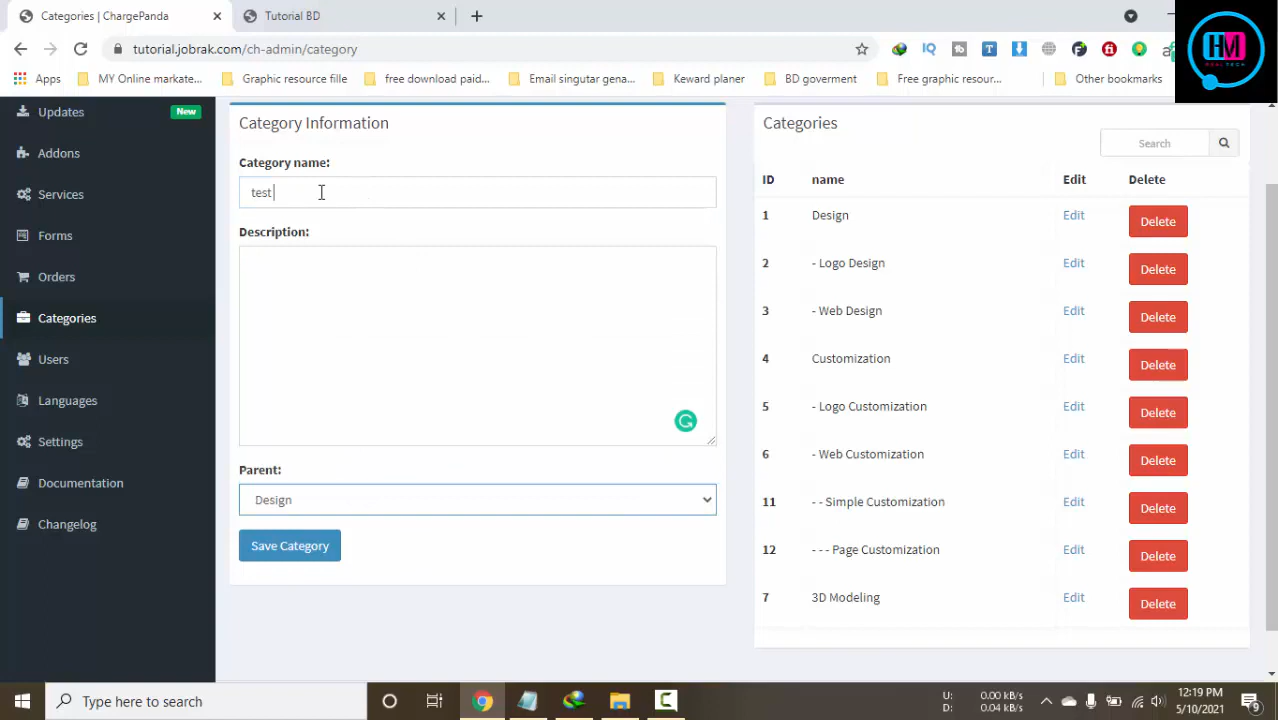 Categories | ChargePanda
Tutorial BD
tutorial.jobrak.com/ch-admin/category
Apps
MY Online markate...
Graphic resource fille
free download paid...
Email singutar gena...
Keward planer
BD goverment
Free graphic resour...
Other bookmarks
HM
REAL TECH
Updates
New
Addons
Services
Forms
Orders
Categories
Users
Languages
Settings
Documentation
Changelog
Category Information
Category name:
test
Description:
Parent:
Design
Save Category
Categories
Search
ID name Edit Delete
1 Design Edit Delete
2 - Logo Design Edit Delete
3 - Web Design Edit Delete
4 Customization Edit Delete
5 - Logo Customization Edit Delete
6 - Web Customization Edit Delete
11 - - Simple Customization Edit Delete
12 - - - Page Customization Edit Delete
7 3D Modeling Edit Delete
Type here to search
U: 0.00 kB/s
D: 0.04 kB/s
12:19 PM
5/10/2021
9